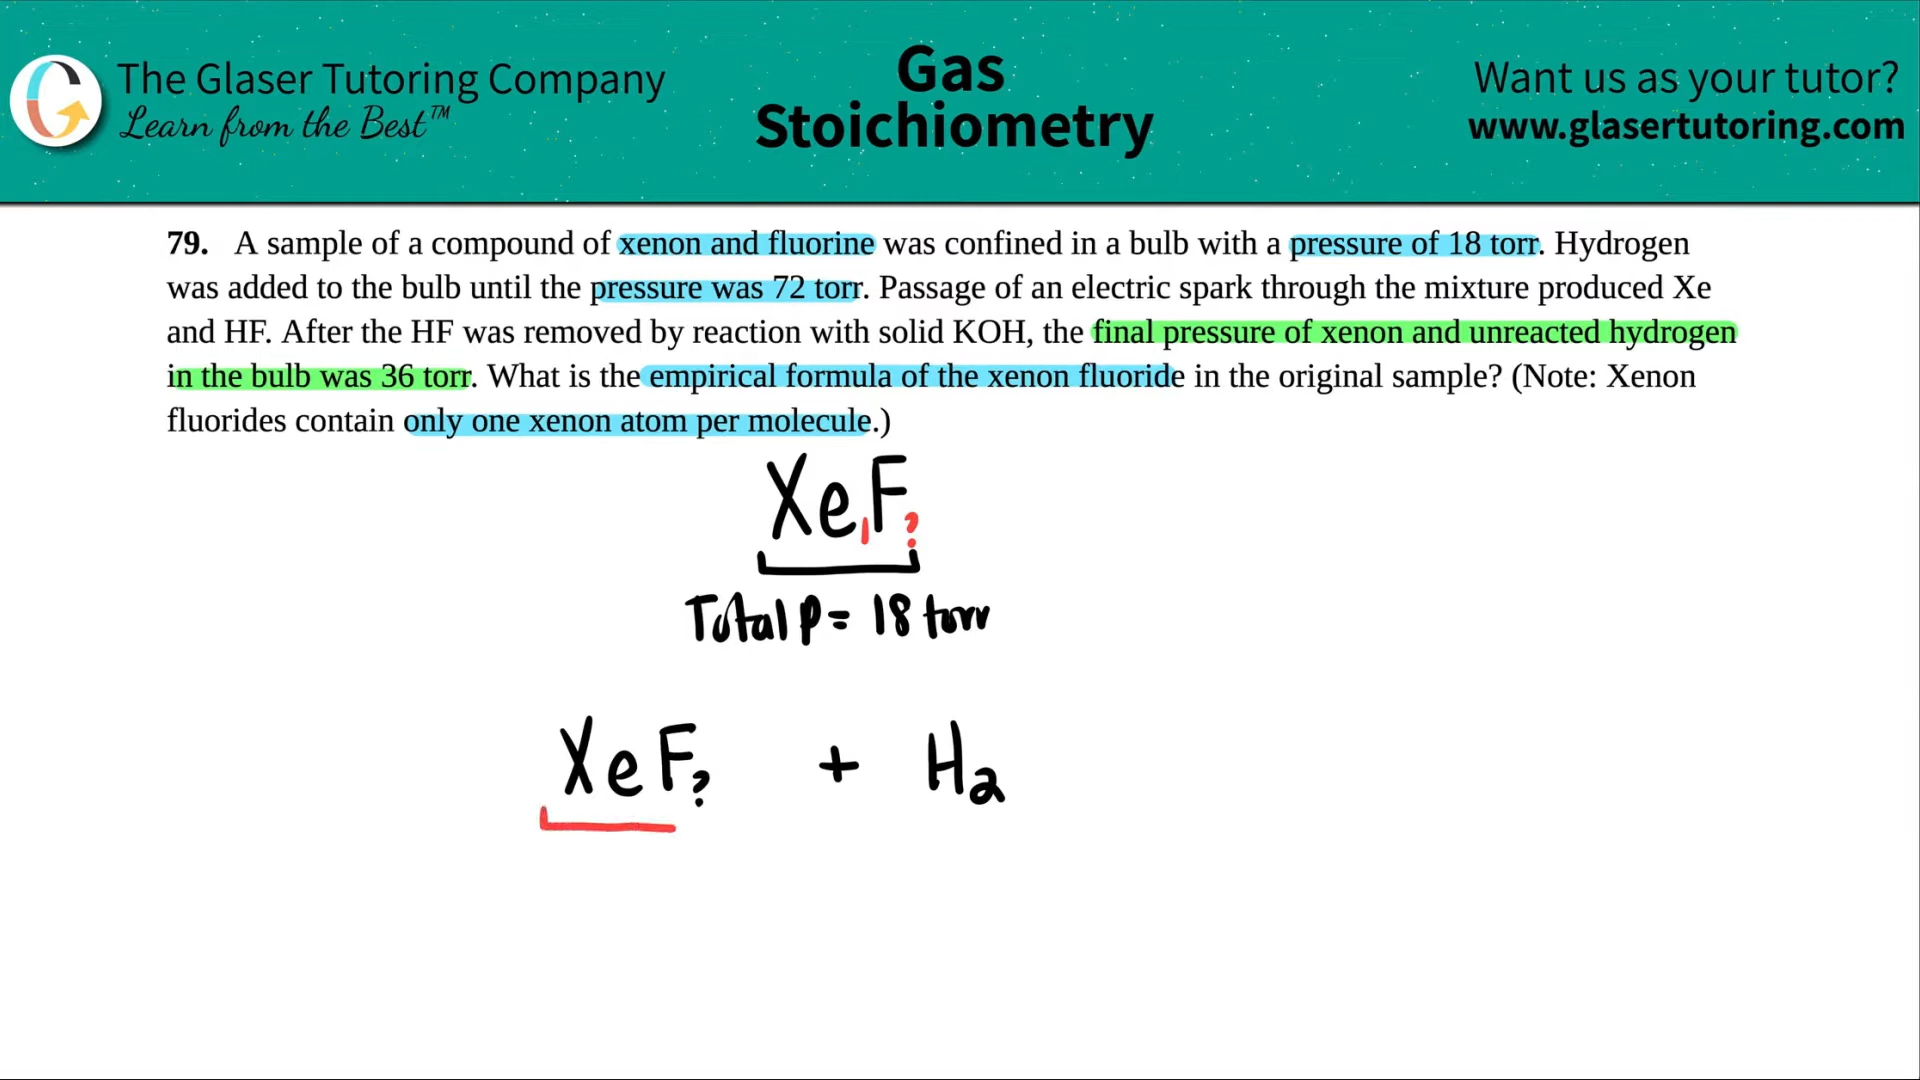 The Glaser Tutoring Company
Learn from the Best™
Gas
Stoichiometry
Want us as your tutor?
www.glasertutoring.com
79. A sample of a compound of xenon and fluorine was confined in a bulb with a pressure of 18 torr. Hydrogen
was added to the bulb until the pressure was 72 torr. Passage of an electric spark through the mixture produced Xe
and HF. After the HF was removed by reaction with solid KOH, the final pressure of xenon and unreacted hydrogen
in the bulb was 36 torr. What is the empirical formula of the xenon fluoride in the original sample? (Note: Xenon
fluorides contain only one xenon atom per molecule.)
Xe₁F?
Total P = 18 torr
XeF? + H₂